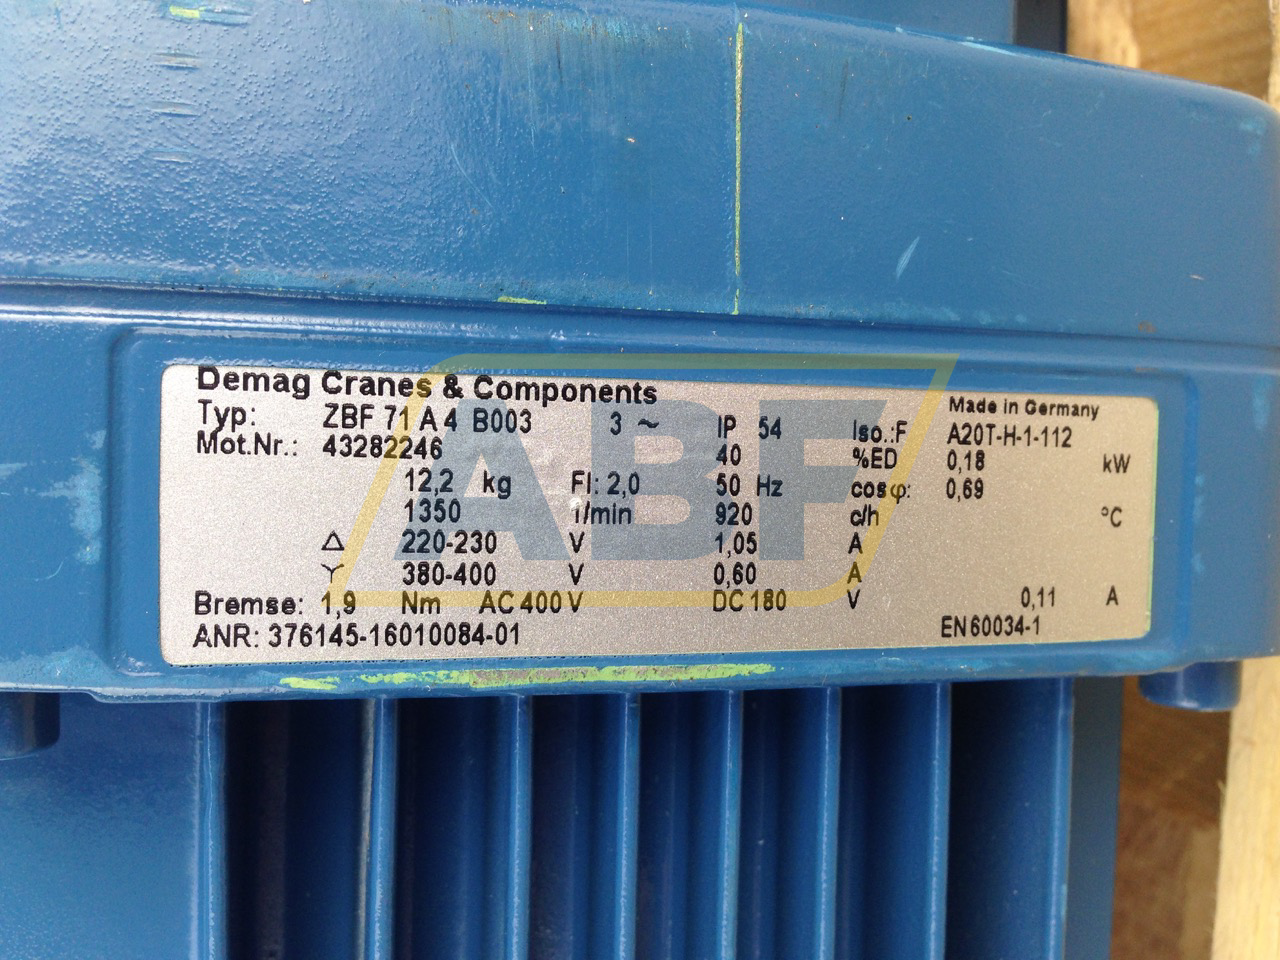 Demag Cranes & Components
Made in Germany
Typ: ZBF 71 A 4 B003 3 ~ IP 54 Iso.:F A20T-H-1-112
Mot.Nr.: 43282246 40 %ED 0,18 kW
12,2 kg FI: 2,0 50 Hz cosφ: 0,69
1350 1/min 920 c/h °C
△ 220-230 V 1,05 A
Y 380-400 V 0,60 A
Bremse: 1,9 Nm AC 400 V DC 180 V 0,11 A
ANR: 376145-16010084-01 EN 60034-1
ABF